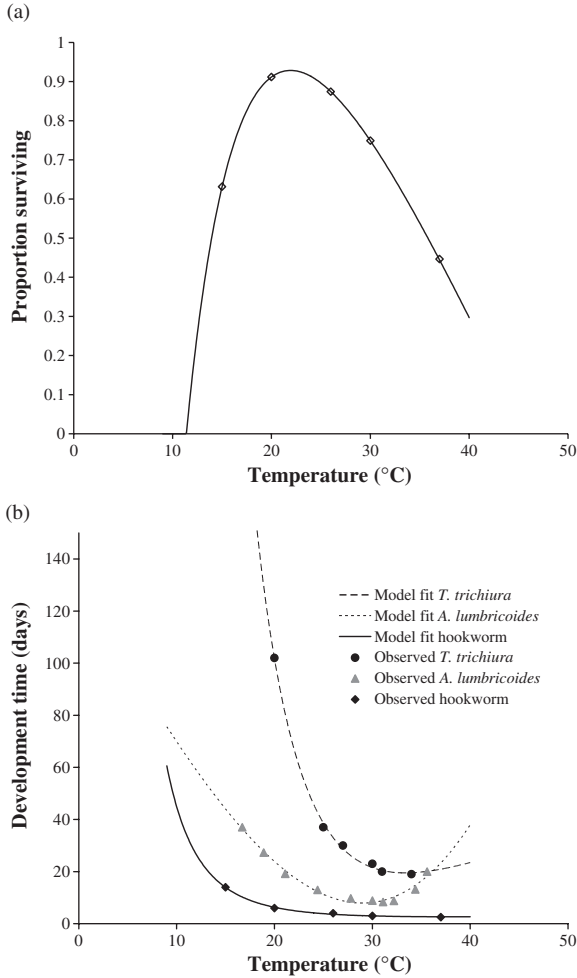 (a)
Proportion surviving
1
0.9
0.8
0.7
0.6
0.5
0.4
0.3
0.2
0.1
0
0 10 20 30 40 50
Temperature (°C)
(b)
Development time (days)
140
120
100
80
60
40
20
0
Model fit T. trichiura
Model fit A. lumbricoides
Model fit hookworm
Observed T. trichiura
Observed A. lumbricoides
Observed hookworm
0 10 20 30 40 50
Temperature (°C)